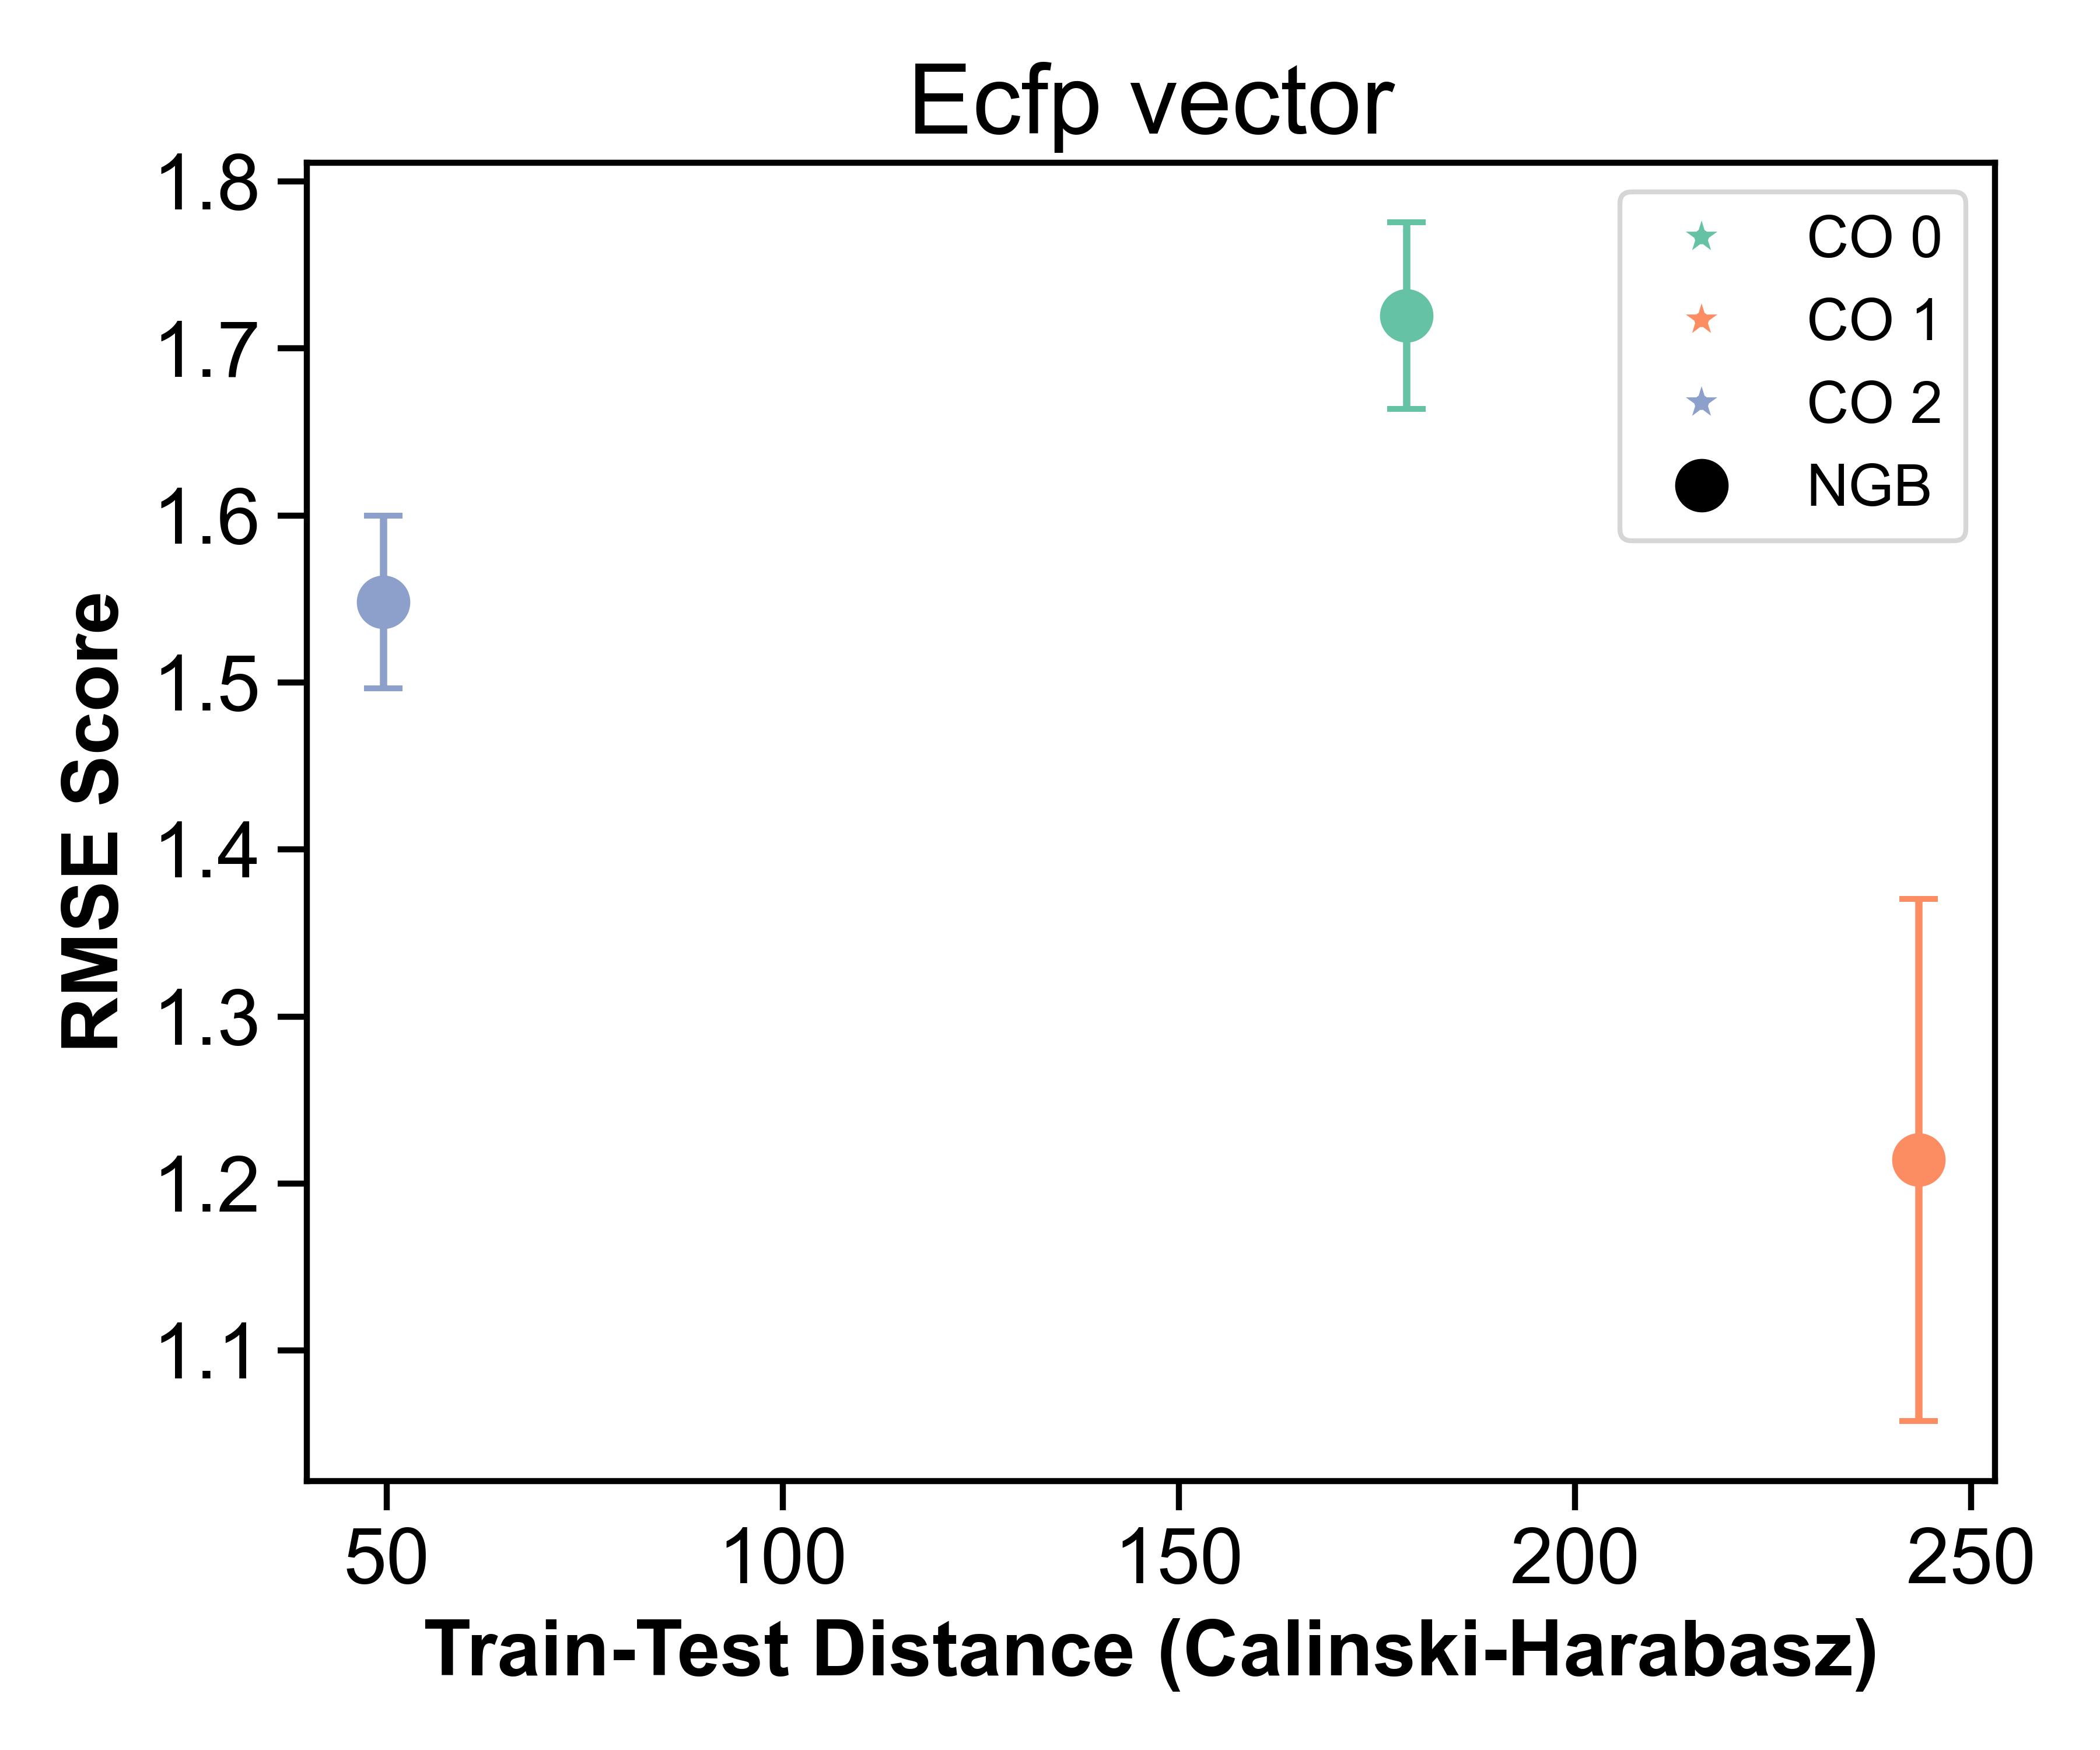 Ecfp vector
1.8
1.7
1.6
1.5
1.4
1.3
1.2
1.1
RMSE Score
CO 0
CO 1
CO 2
NGB
50 100 150 200 250
Train-Test Distance (Calinski-Harabasz)